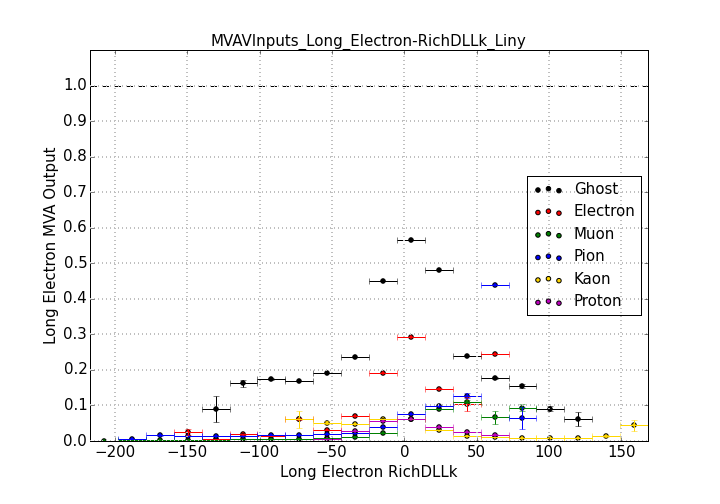 MVAVInputs_Long_Electron-RichDLLk_Liny
1.0
0.9
0.8
0.7
0.6
0.5
0.4
0.3
0.2
0.1
0.0
Long Electron MVA Output
Ghost
Electron
Muon
Pion
Kaon
Proton
−200 −150 −100 −50 0 50 100 150
Long Electron RichDLLk